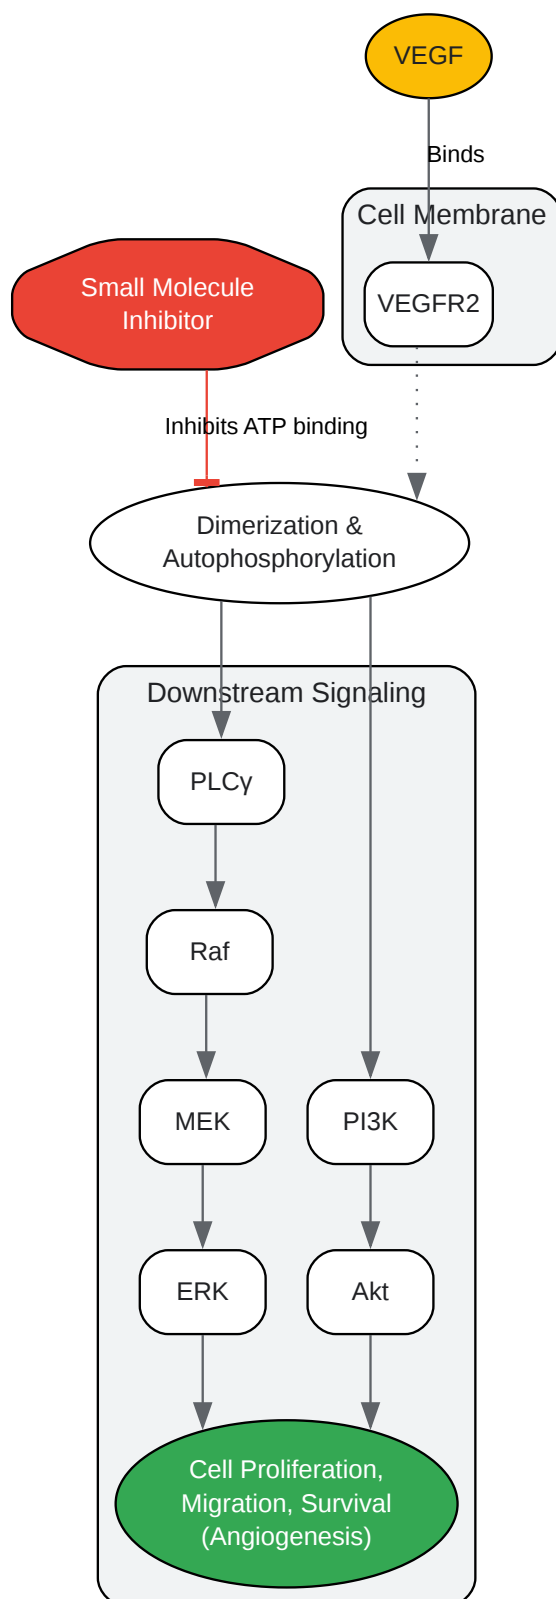 VEGF
Binds
Cell Membrane
VEGFR2
Small Molecule
Inhibitor
Inhibits ATP binding
Dimerization &
Autophosphorylation
Downstream Signaling
PLCγ
Raf
MEK
PI3K
ERK
Akt
Cell Proliferation,
Migration, Survival
(Angiogenesis)